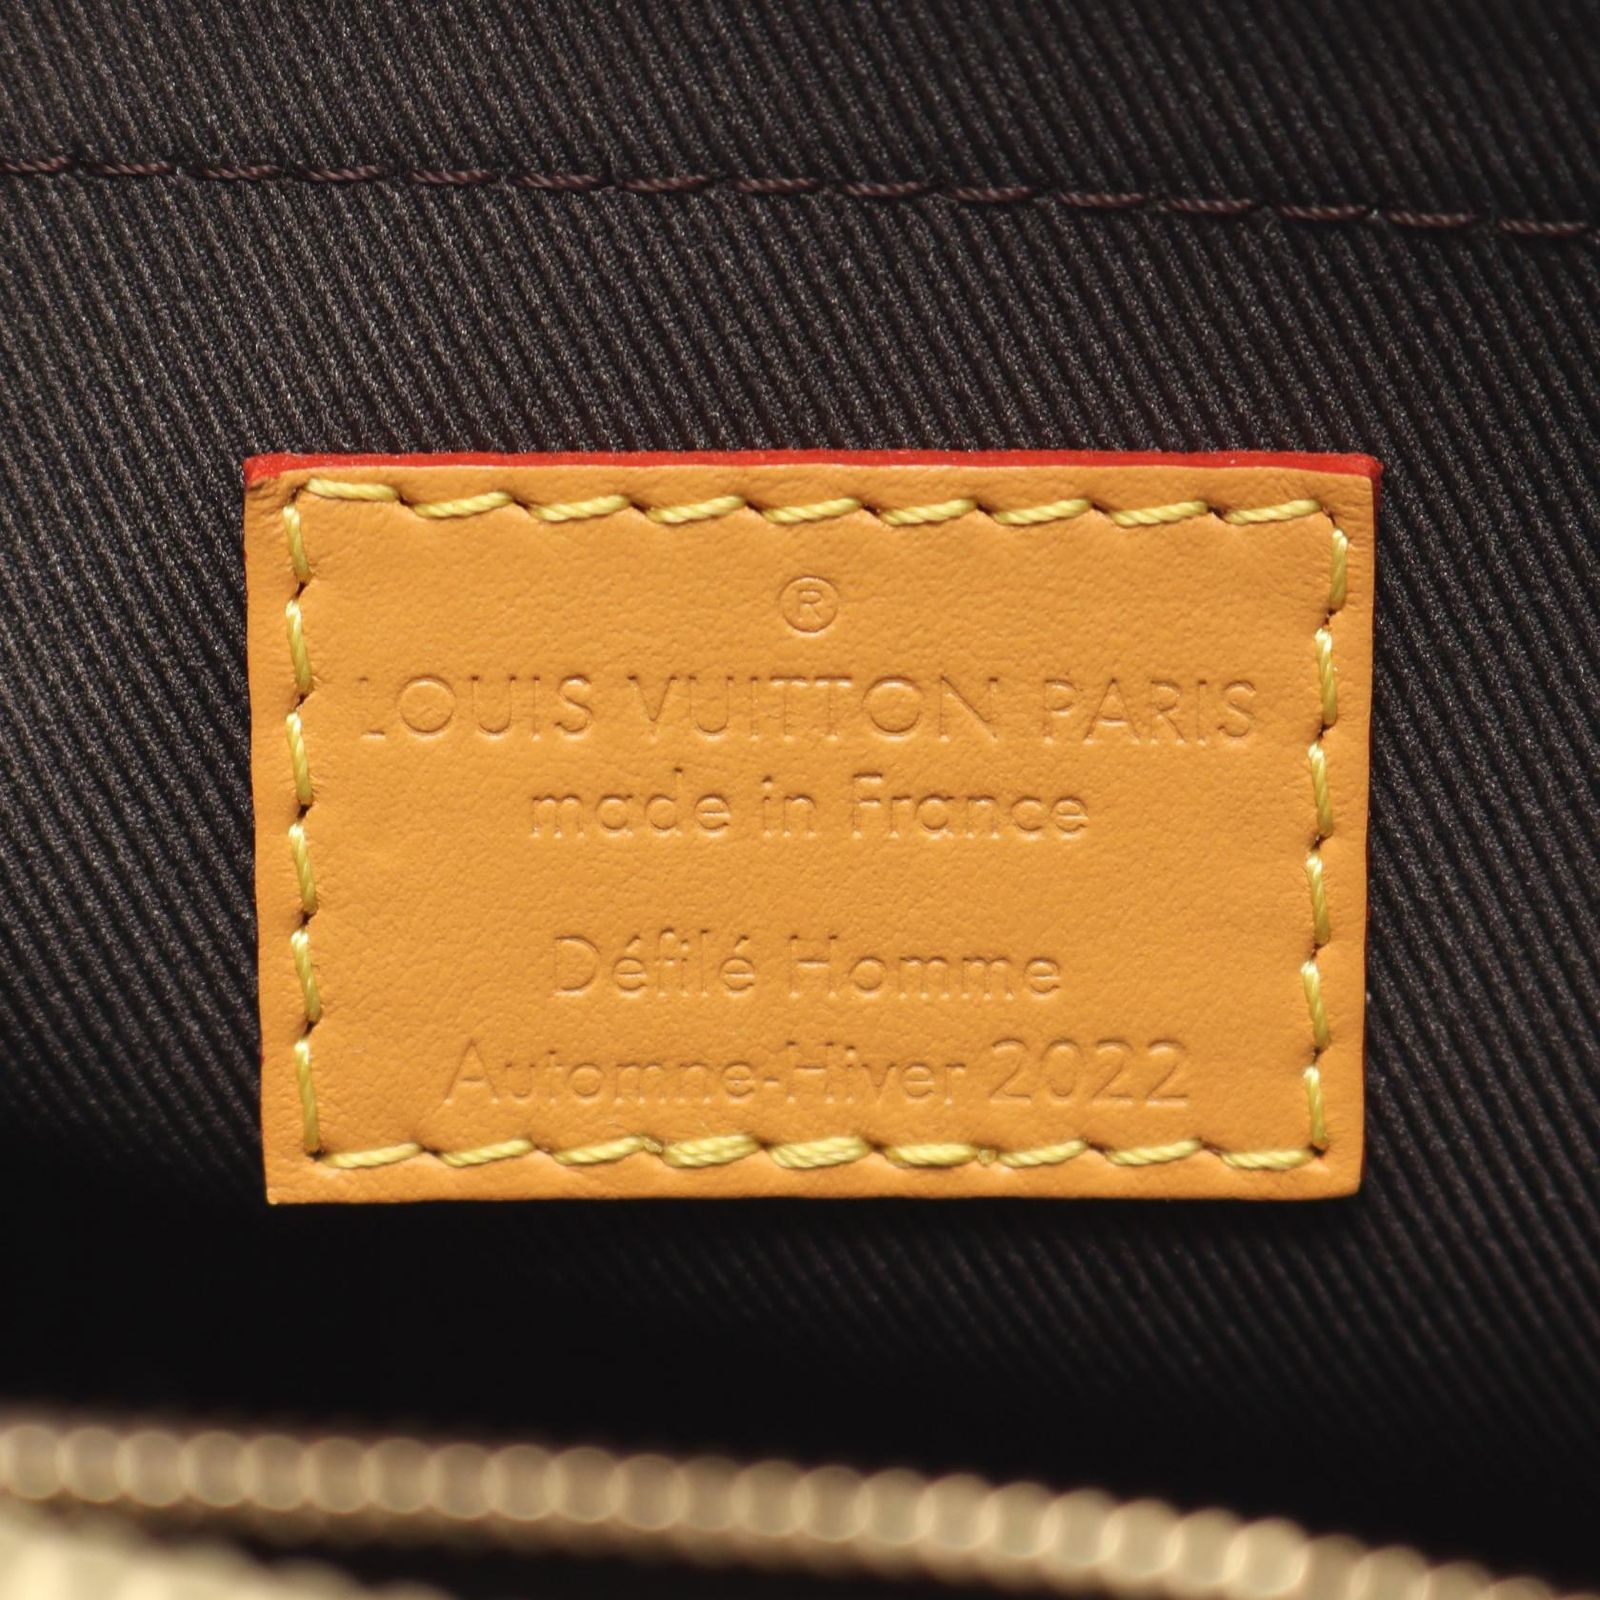 ®
LOUIS VUITTON PARIS
made in France
Défilé Homme
Automne-Hiver 2022